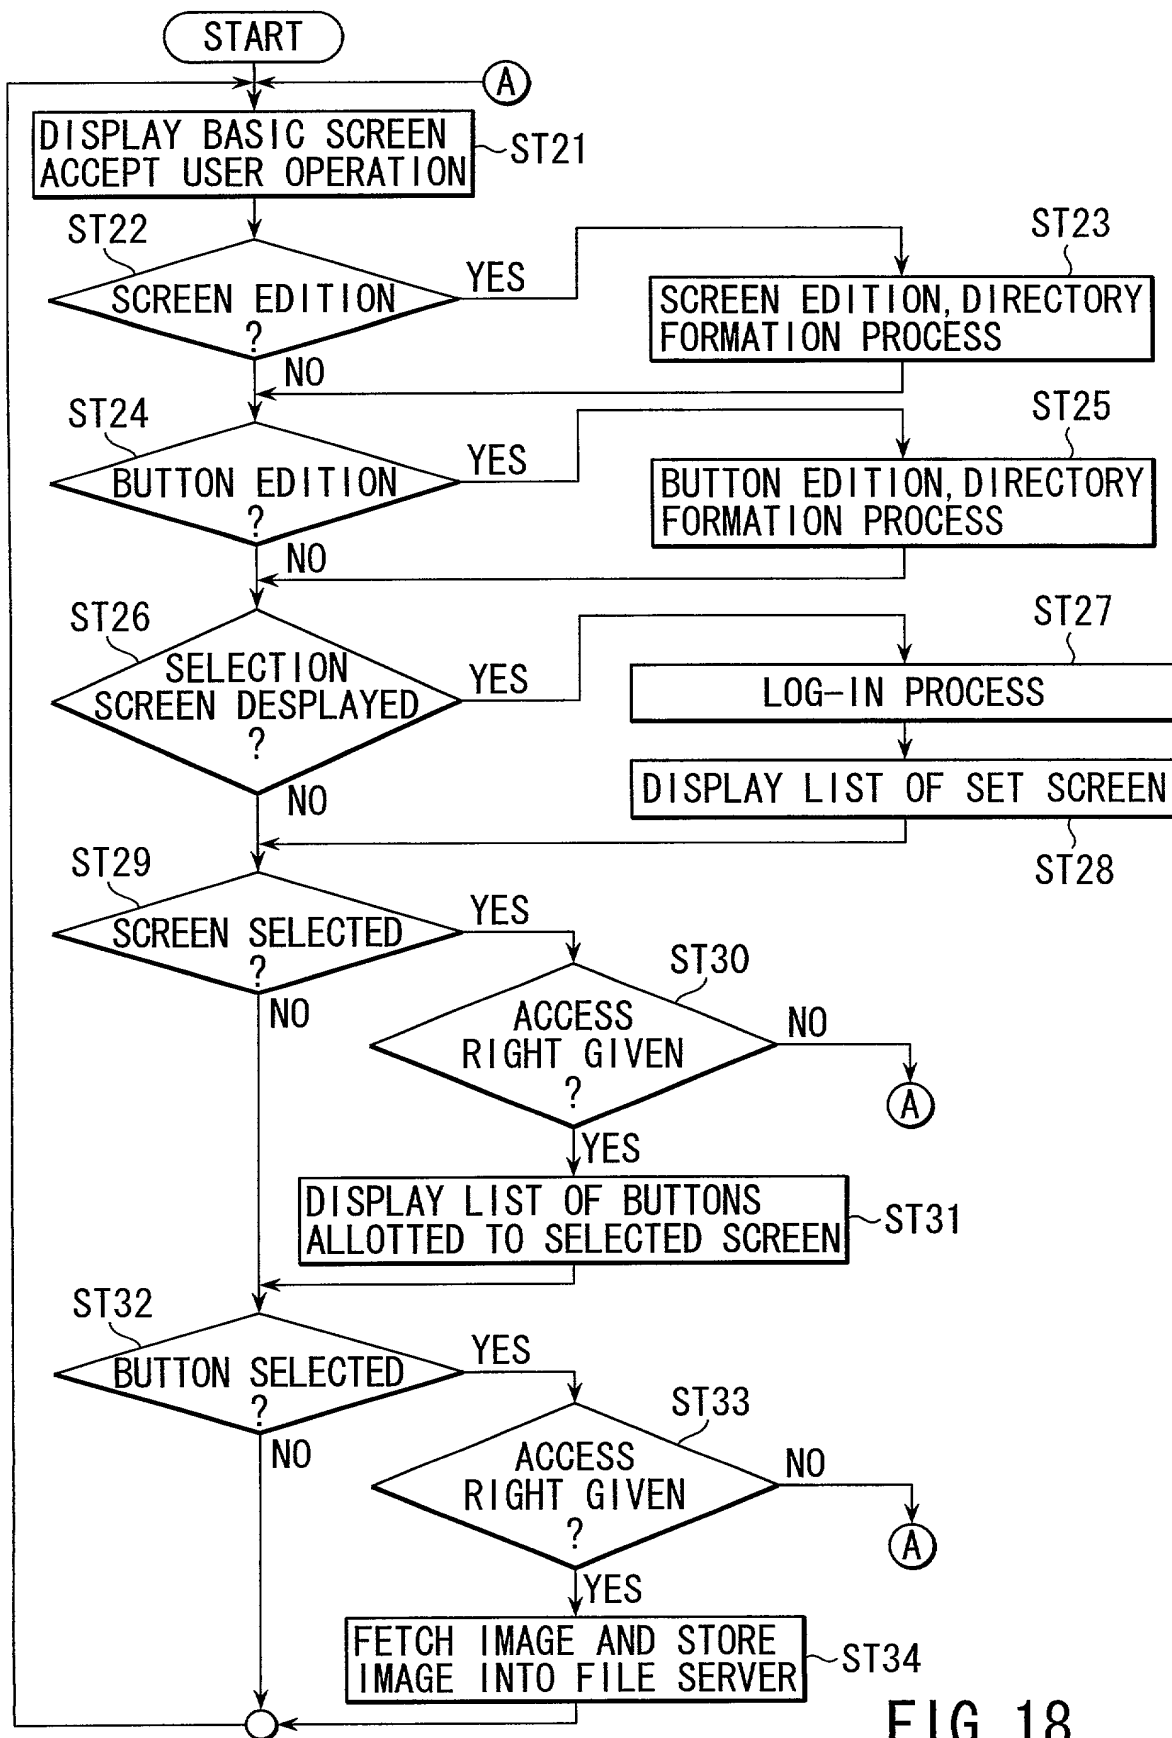 START
A
DISPLAY BASIC SCREEN
ACCEPT USER OPERATION
ST21
ST22
SCREEN EDITION
?
YES
NO
ST23
SCREEN EDITION, DIRECTORY
FORMATION PROCESS
ST24
BUTTON EDITION
?
YES
NO
ST25
BUTTON EDITION, DIRECTORY
FORMATION PROCESS
ST26
SELECTION
SCREEN DESPLAYED
?
YES
NO
ST27
LOG-IN PROCESS
DISPLAY LIST OF SET SCREEN
ST28
ST29
SCREEN SELECTED
?
YES
NO
ST30
ACCESS
RIGHT GIVEN
?
NO
A
YES
DISPLAY LIST OF BUTTONS
ALLOTTED TO SELECTED SCREEN
ST31
ST32
BUTTON SELECTED
?
YES
NO
ST33
ACCESS
RIGHT GIVEN
?
NO
A
YES
FETCH IMAGE AND STORE
IMAGE INTO FILE SERVER
ST34
FIG. 18